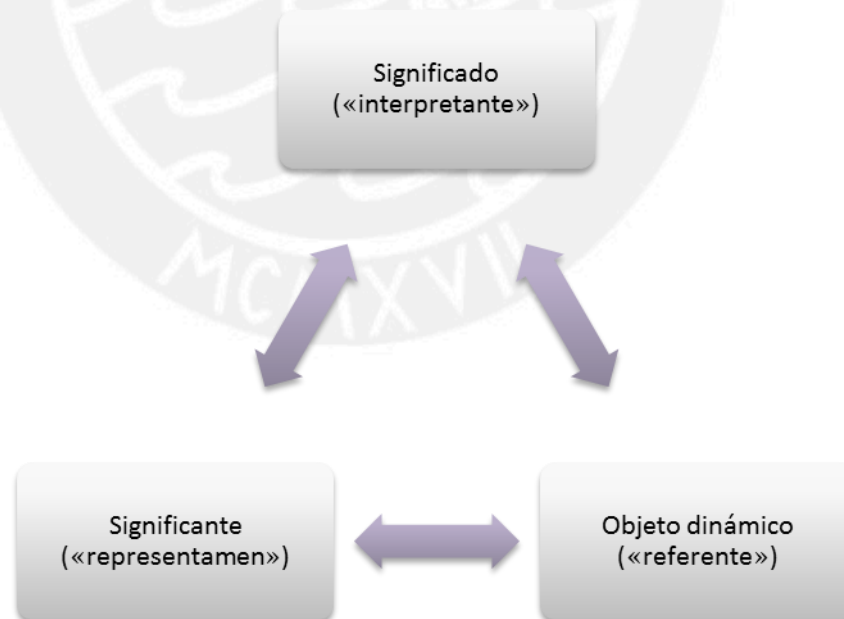 Significado
(«interpretante»)
MCMXVII
Significante
(«representamen»)
Objeto dinámico
(«referente»)